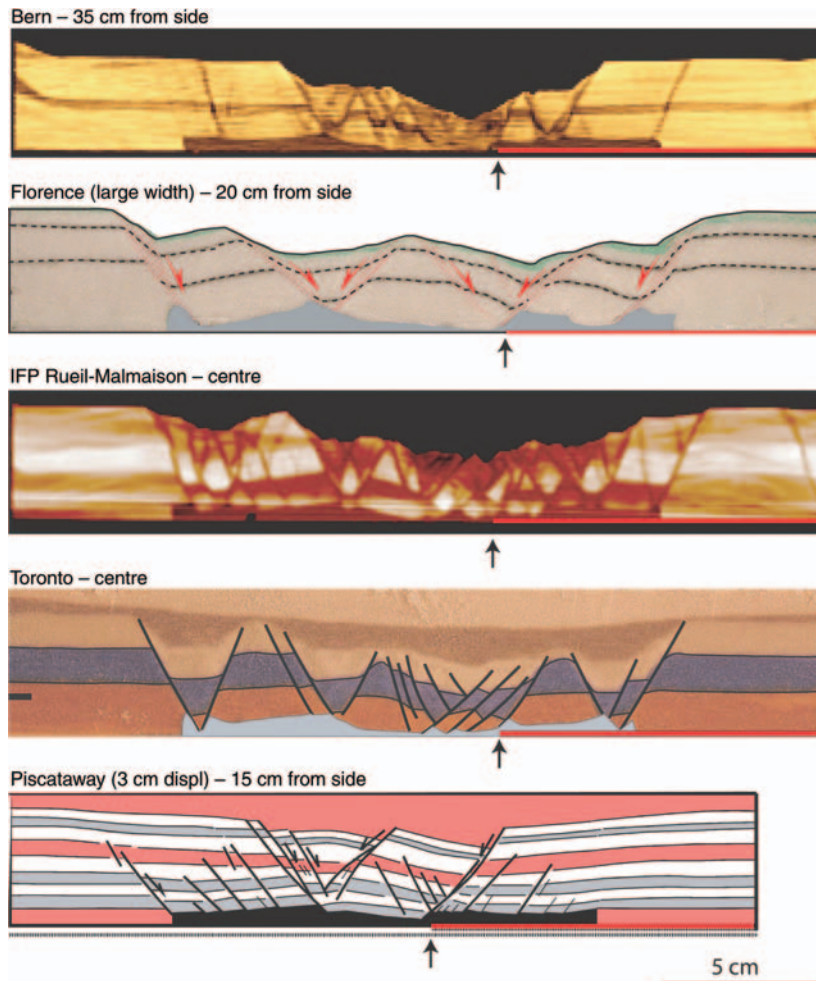 Bern – 35 cm from side
Florence (large width) – 20 cm from side
IFP Rueil-Malmaison – centre
Toronto – centre
Piscataway (3 cm displ) – 15 cm from side
5 cm